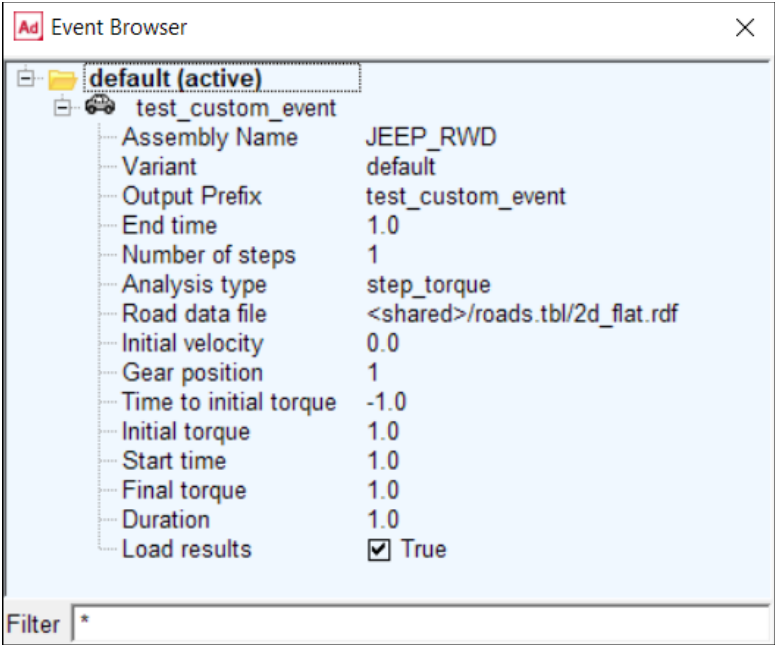 Ad Event Browser
default (active)
test_custom_event
Assembly Name JEEP_RWD
Variant default
Output Prefix test_custom_event
End time 1.0
Number of steps 1
Analysis type step_torque
Road data file <shared>/roads.tbl/2d_flat.rdf
Initial velocity 0.0
Gear position 1
Time to initial torque -1.0
Initial torque 1.0
Start time 1.0
Final torque 1.0
Duration 1.0
Load results True
Filter *